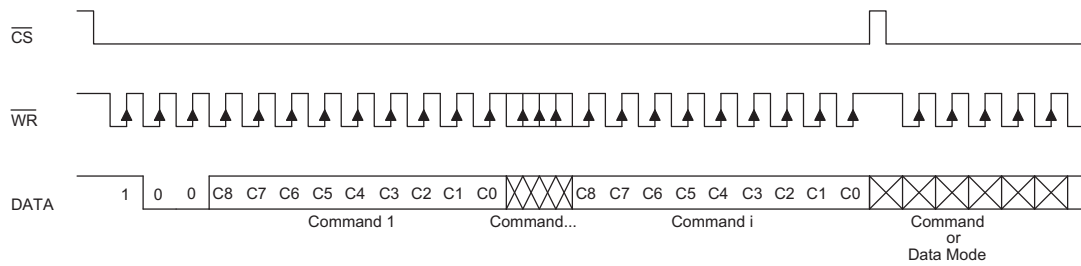 CS
WR
DATA
1 0 0 C8 C7 C6 C5 C4 C3 C2 C1 C0 C8 C7 C6 C5 C4 C3 C2 C1 C0
Command 1 Command... Command i Command
or
Data Mode